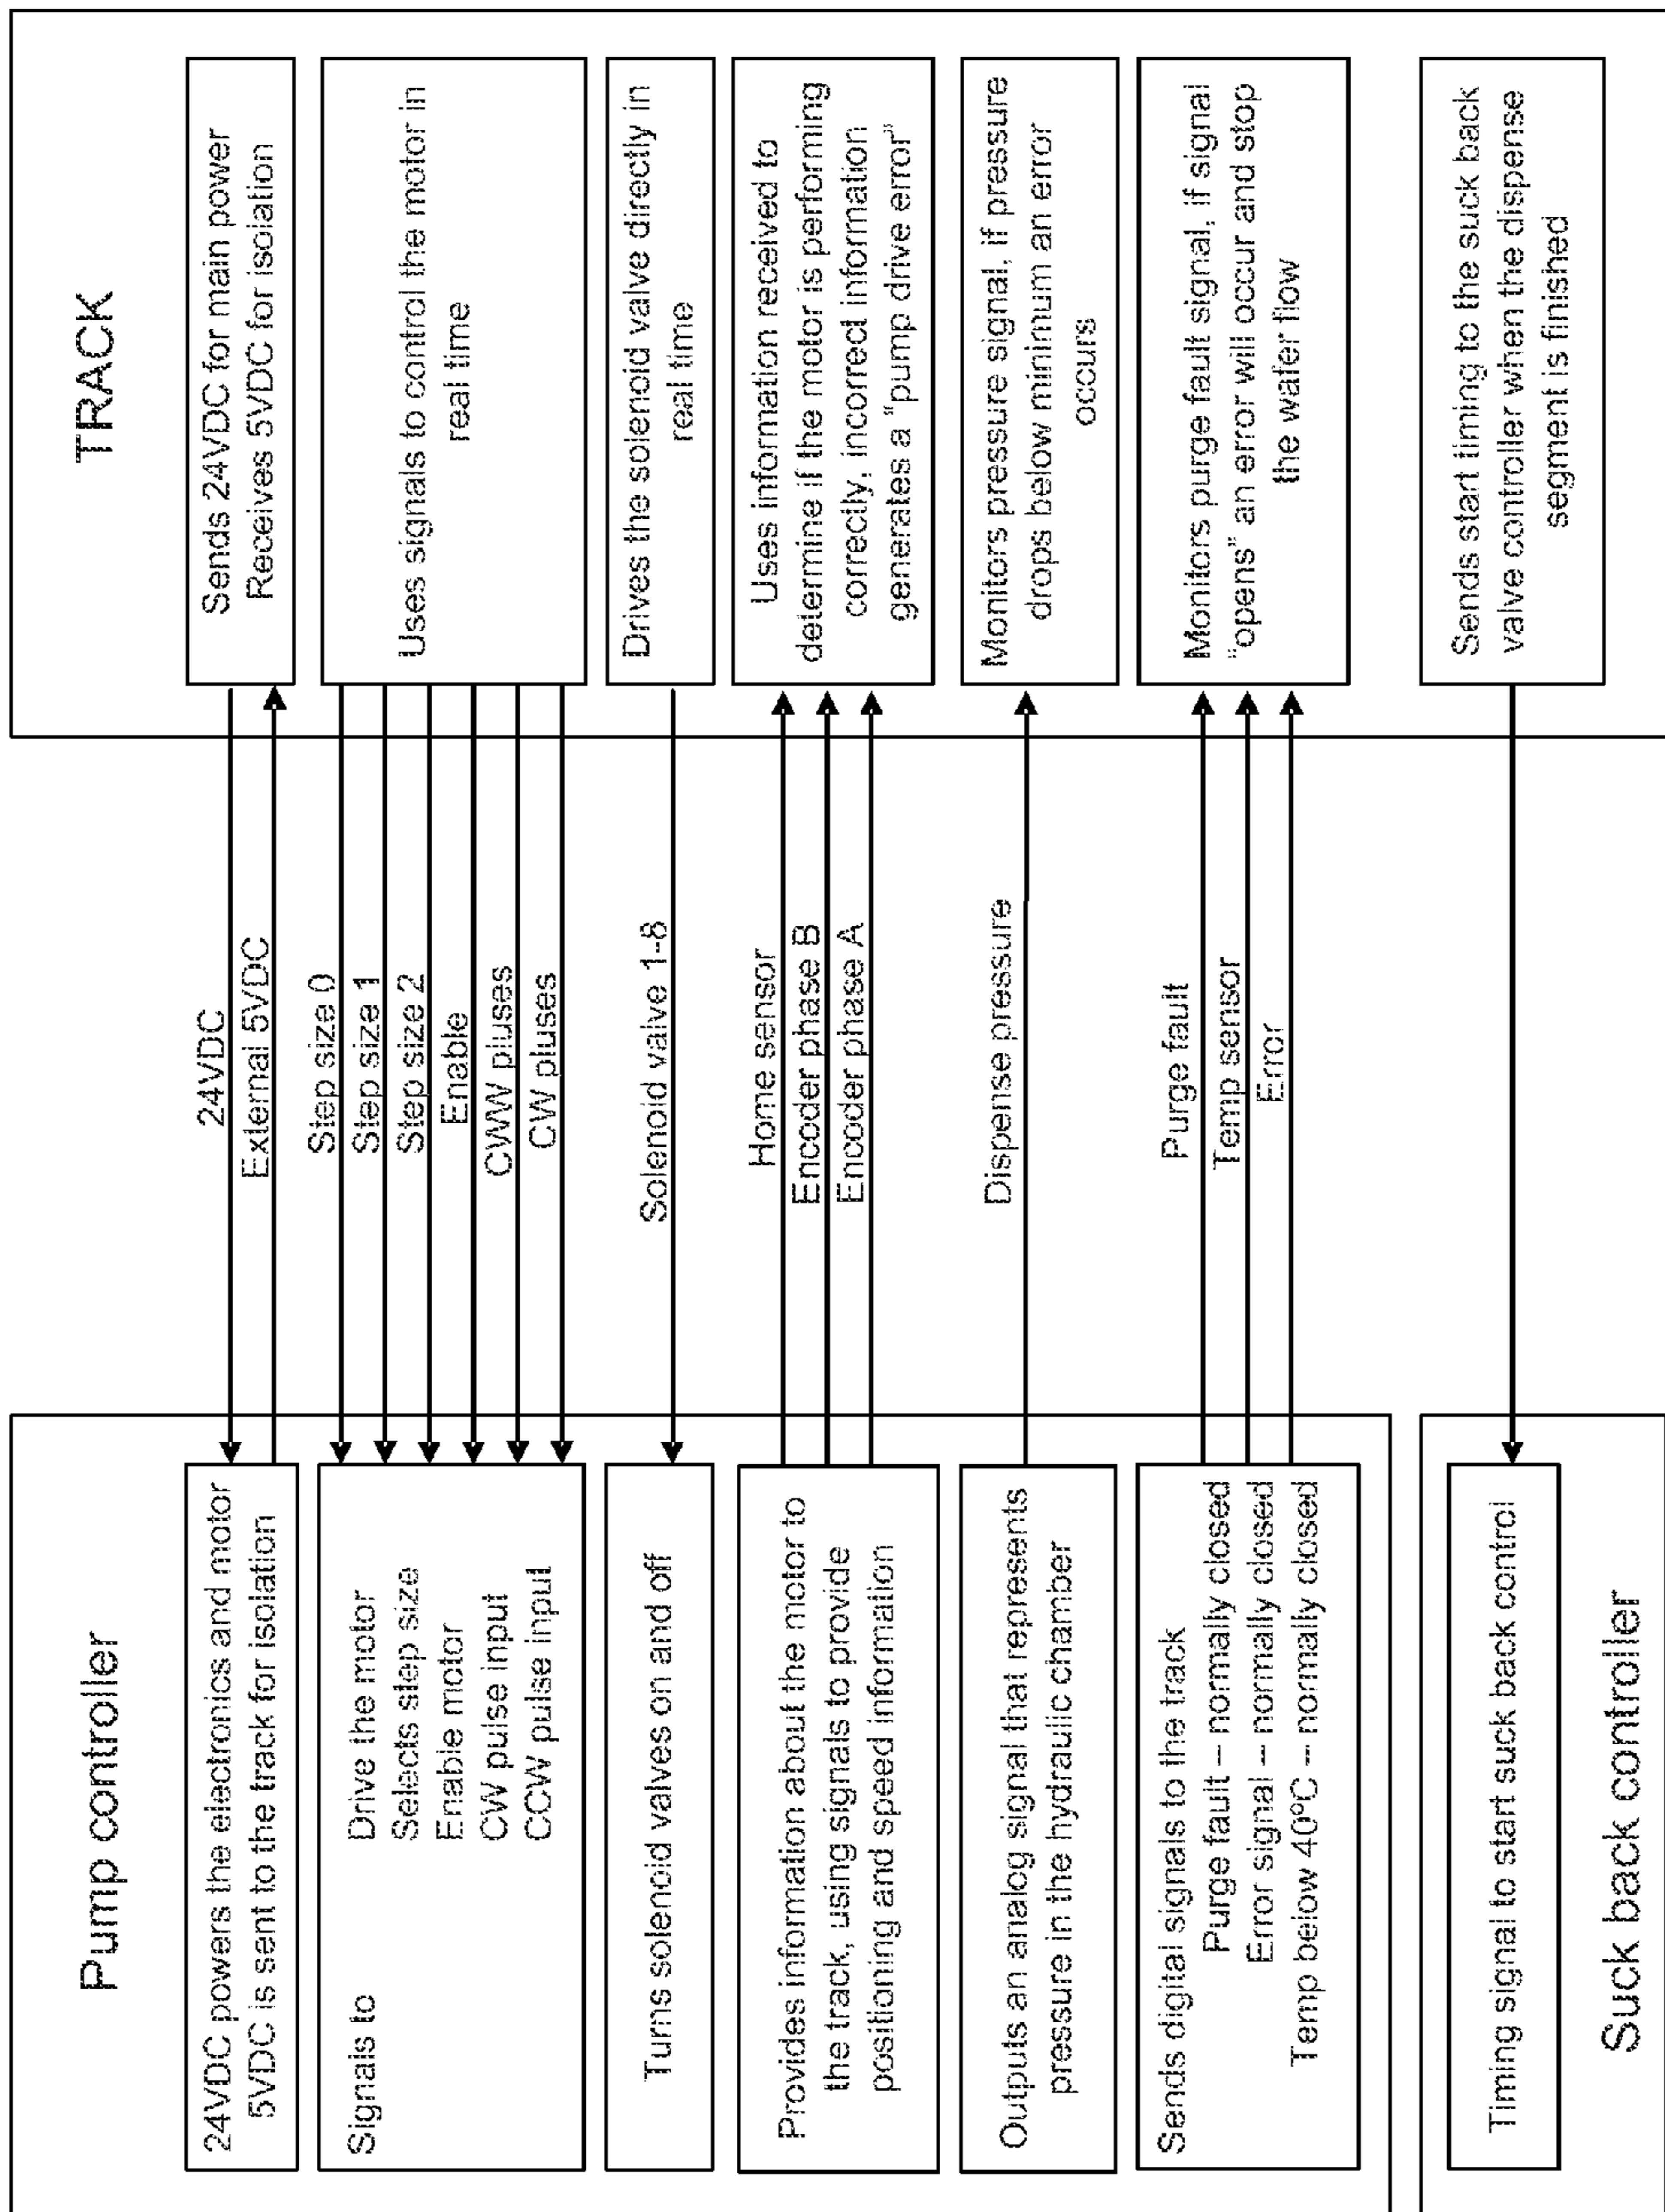 Pump controller
24VDC powers the electronics and motor
5VDC is sent to the track for isolation
Signals to
Drive the motor
Selects step size
Enable motor
CW pulse input
CCW pulse input
Turns solenoid valves on and off
Provides information about the motor to
the track, using signals to provide
positioning and speed information
Outputs an analog signal that represents
pressure in the hydraulic chamber
Sends digital signals to the track
Purge fault – normally closed
Error signal – normally closed
Temp below 40ºC – normally closed
Suck back controller
Timing signal to start suck back control
24VDC
External 5VDC
Step size 0
Step size 1
Step size 2
Enable
CWW pluses
CW pluses
Solenoid valve 1-8
Home sensor
Encoder phase B
Encoder phase A
Dispense pressure
Purge fault
Temp sensor
Error
TRACK
Sends 24VDC for main power
Receives 5VDC for isolation
Uses signals to control the motor in
real time
Drives the solenoid valve directly in
real time
Uses information received to
determine if the motor is performing
correctly, incorrect information
generates a “pump drive error”
Monitors pressure signal, if pressure
drops below minimum an error
occurs
Monitors purge fault signal, if signal
“opens” an error will occur and stop
the wafer flow
Sends start timing to the suck back
valve controller when the dispense
segment is finished